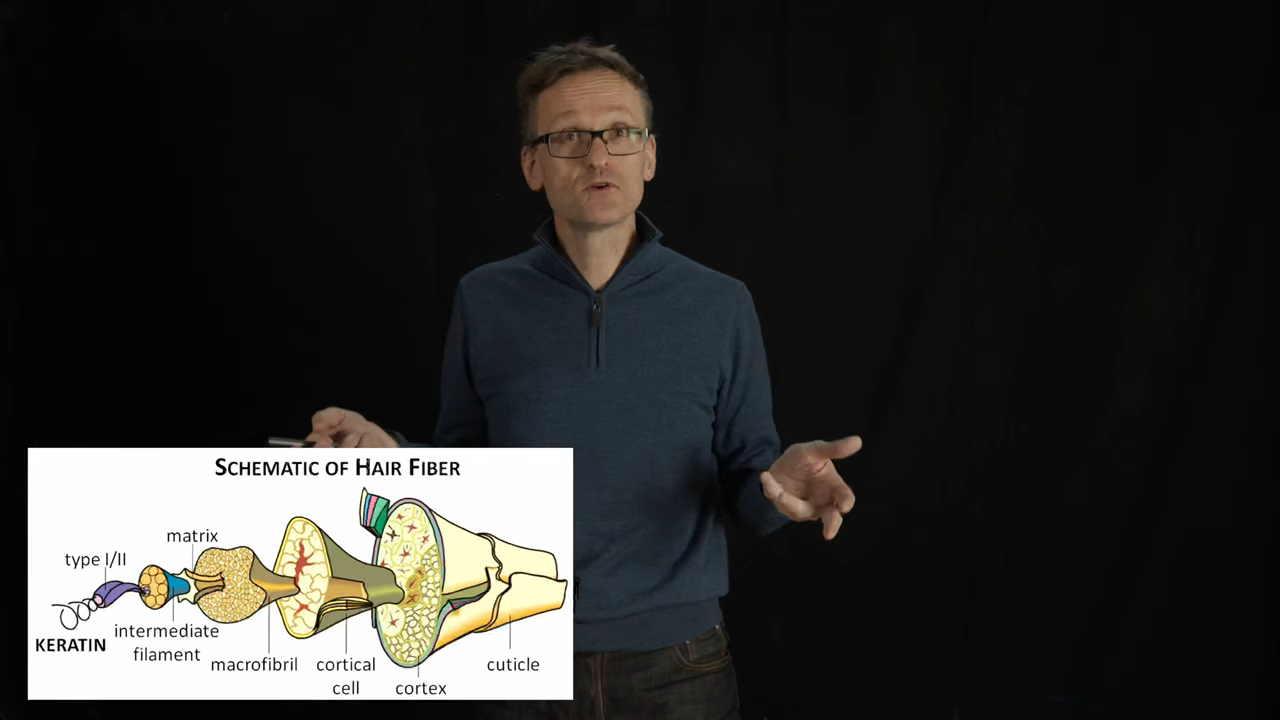 SCHEMATIC OF HAIR FIBER
matrix
type I/II
KERATIN
intermediate
filament
macrofibril
cortical
cell
cortex
cuticle